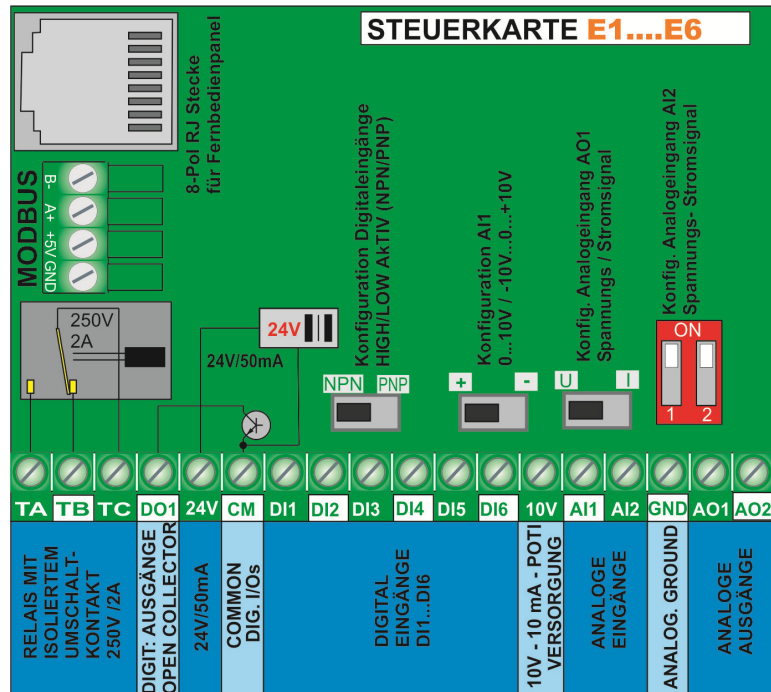 STEUERKARTE E1....E6
8-Pol RJ Stecke
für Fernbedienpanel
MODBUS
B-
A+
+5V
GND
250V
2A
24V
24V/50mA
Konfiguration Digitaleingänge
HIGH/LOW AkTIV (NPN/PNP)
NPN PNP
Konfiguration AI1
0...10V / -10V...0...+10V
+ -
Konfig. Analogeingang AO1
Spannungs / Stromsignal
U I
Konfig. Analogeingang AI2
Spannungs- Stromsignal
ON
1 2
TA TB TC DO1 24V CM DI1 DI2 DI3 DI4 DI5 DI6 10V AI1 AI2 GND AO1 AO2
RELAIS MIT
ISOLIERTEM
UMSCHALT-
KONTAKT
250V /2A
DIGIT: AUSGÄNGE
OPEN COLLECTOR
24V/50mA
COMMON
DIG. I/Os
DIGITAL
EINGÄNGE
DI1...DI6
10V - 10 mA - POTI
VERSORGUNG
ANALOGE
EINGÄNGE
ANALOG. GROUND
ANALOGE
AUSGÄNGE